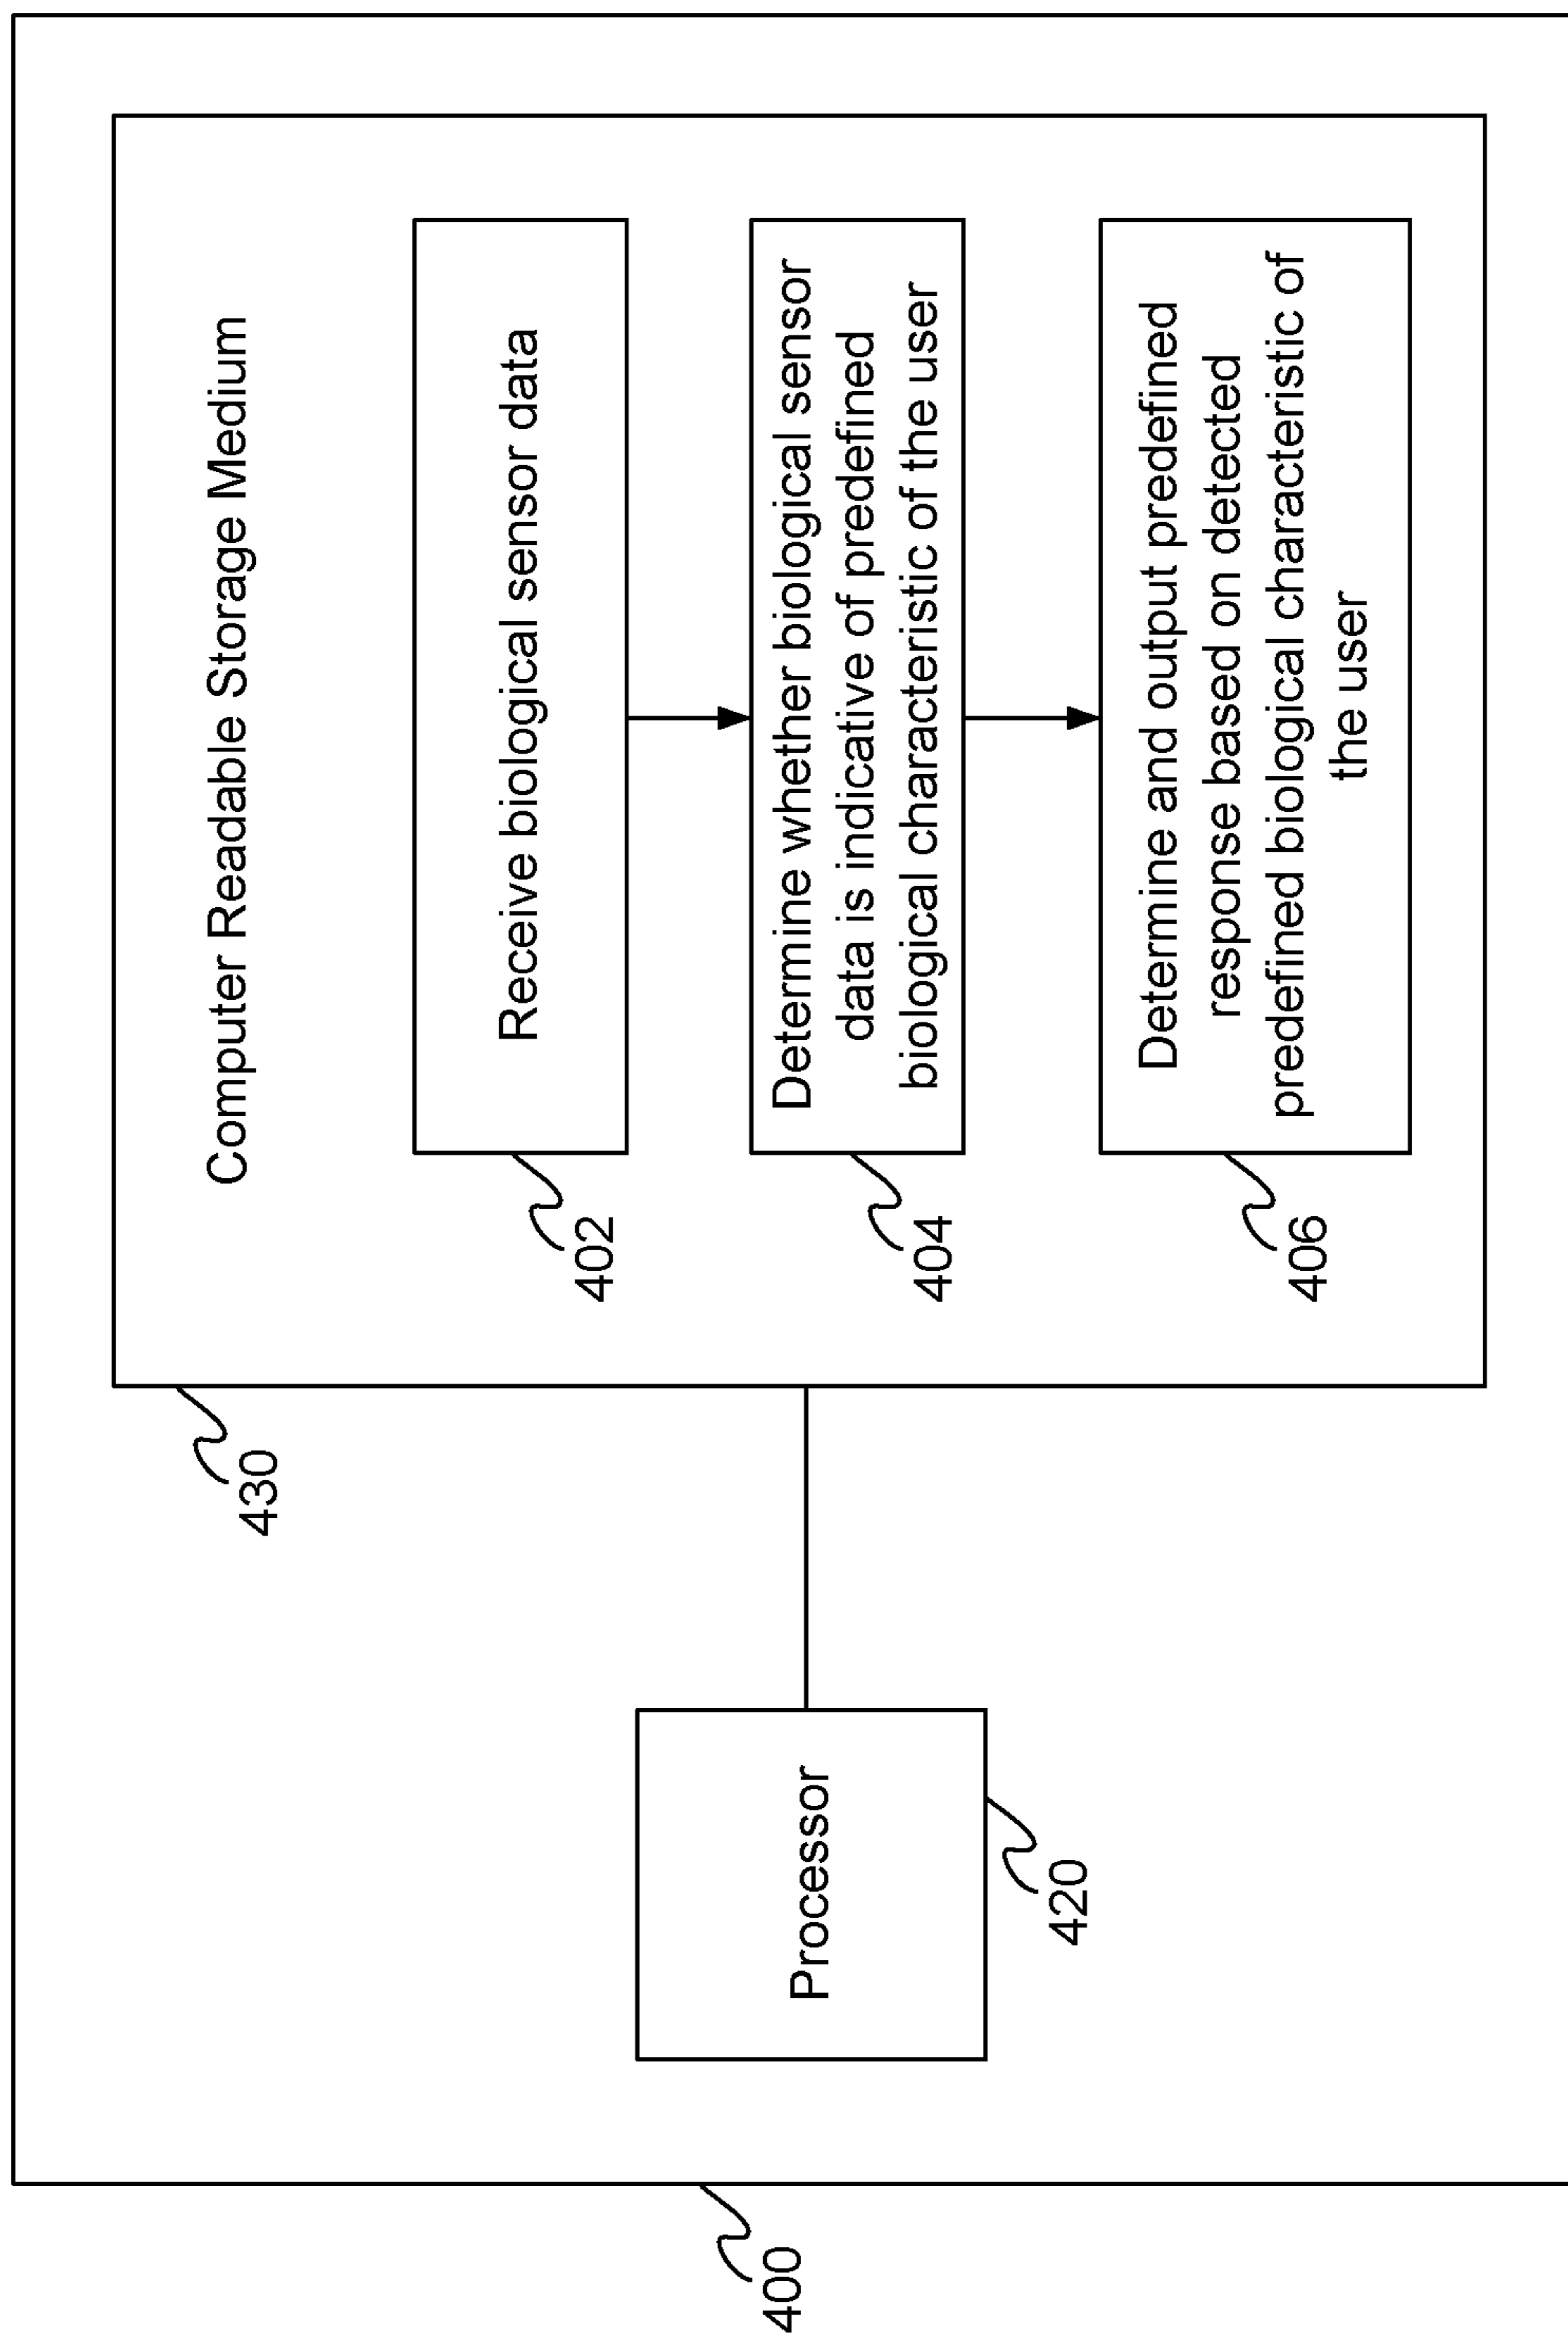 400
Processor
420
430
Computer Readable Storage Medium
402
Receive biological sensor data
404
Determine whether biological sensor
data is indicative of predefined
biological characteristic of the user
406
Determine and output predefined
response based on detected
predefined biological characteristic of
the user